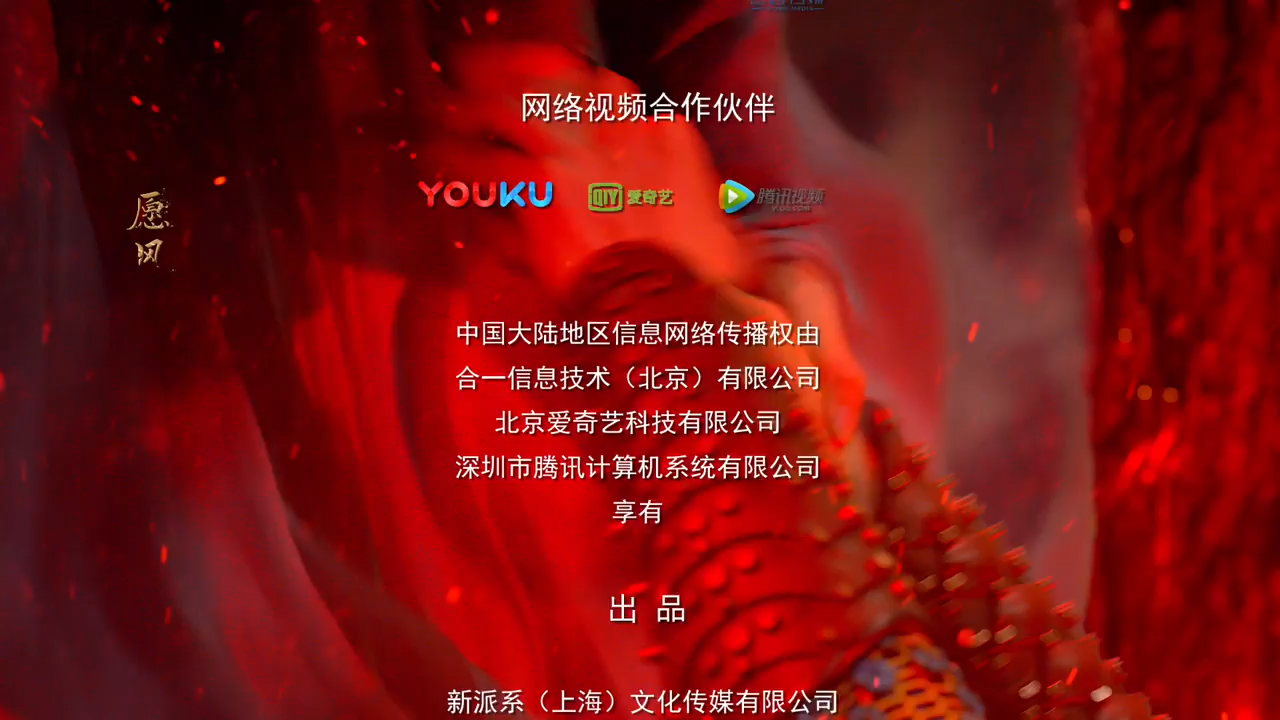 网络视频合作伙伴
YOUKU
QIY 爱奇艺
腾讯视频
愿
风
中国大陆地区信息网络传播权由
合一信息技术（北京）有限公司
北京爱奇艺科技有限公司
深圳市腾讯计算机系统有限公司
享有
出 品
新派系（上海）文化传媒有限公司